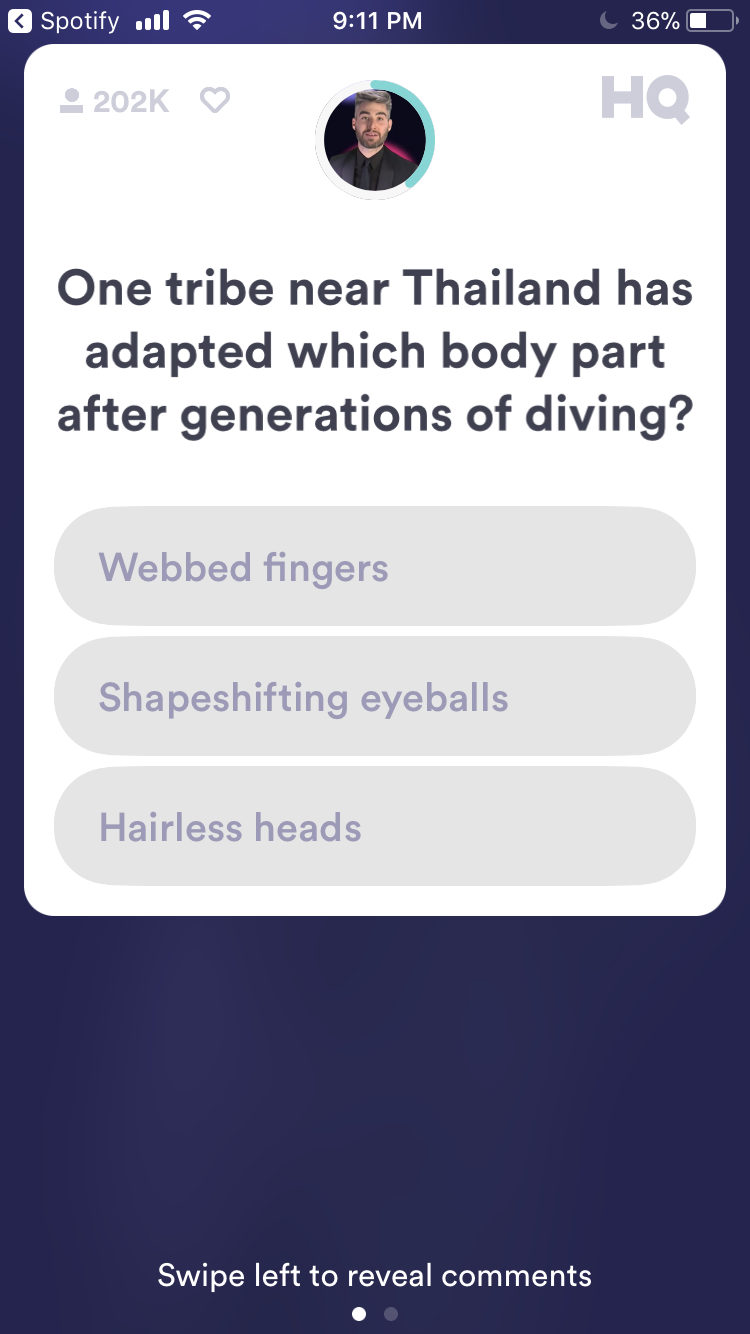 Spotify 9:11 PM 36%
202K HQ
One tribe near Thailand has
adapted which body part
after generations of diving?
Webbed fingers
Shapeshifting eyeballs
Hairless heads
Swipe left to reveal comments